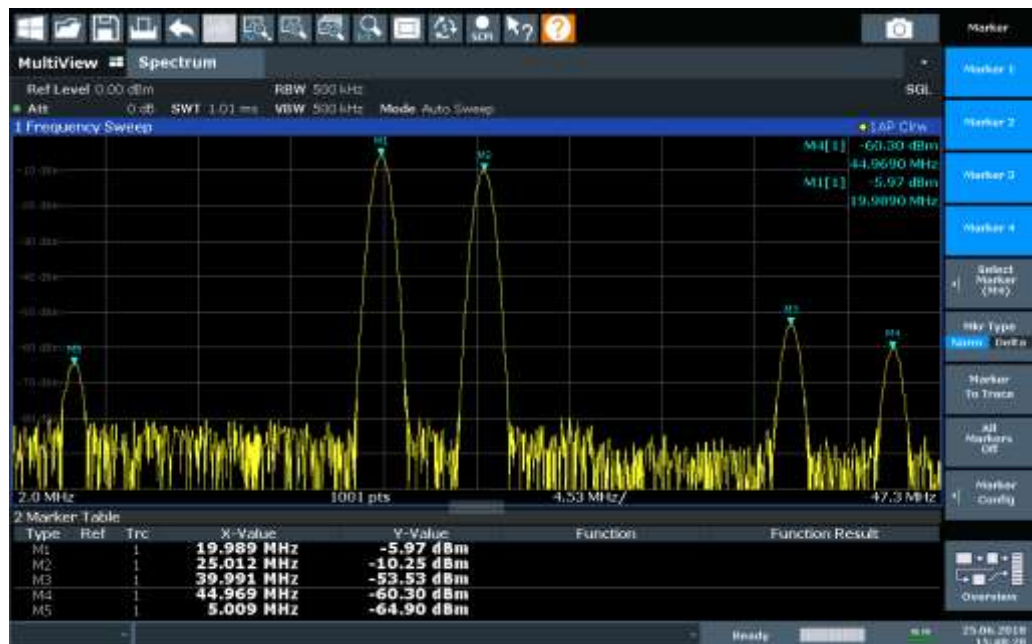 Marker
MultiView Spectrum
Marker 1
Ref Level 0.00 dBm RBW 500 kHz SGL
Att 0 dB SWT 1.01 ms VBW 500 kHz Mode Auto Sweep
1 Frequency Sweep 1AP Clrw
Marker 2
M1
M2
M4[1] -60.30 dBm
44.9690 MHz
M1[1] -5.97 dBm
19.9890 MHz
-10 dBm
Marker 3
Marker 4
Select Marker
M3
Mkr Type
Norm Delta
M4
M5
-70 dBm
Marker To Trace
All Markers Off
Marker Config
2.0 MHz 1001 pts 4.53 MHz/ 47.3 MHz
2 Marker Table
Type Ref Trc X-Value Y-Value Function Function Result
M1 1 19.989 MHz -5.97 dBm
M2 1 25.012 MHz -10.25 dBm
M3 1 39.991 MHz -53.53 dBm
M4 1 44.969 MHz -60.30 dBm
M5 1 5.009 MHz -64.90 dBm
Overview
Ready
25.06.2018